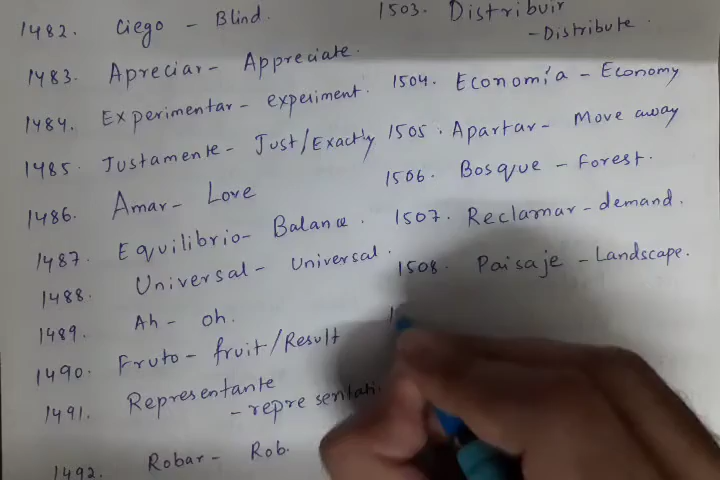 1482. Ciego - Blind.
1483. Apreciar - Appreciate.
1484. Experimentar - experiment.
1485. Justamente - Just/Exactly
1486. Amar - Love
1487. Equilibrio - Balance.
1488. Universal - Universal.
1489. Ah - oh.
1490. Fruto - fruit/Result
1491. Representante
- representati
1492. Robar - Rob.
1503. Distribuir
- Distribute.
1504. Economía - Economy
1505. Apartar - Move away
1506. Bosque - Forest.
1507. Reclamar - demand.
1508. Paisaje - Landscape.
1